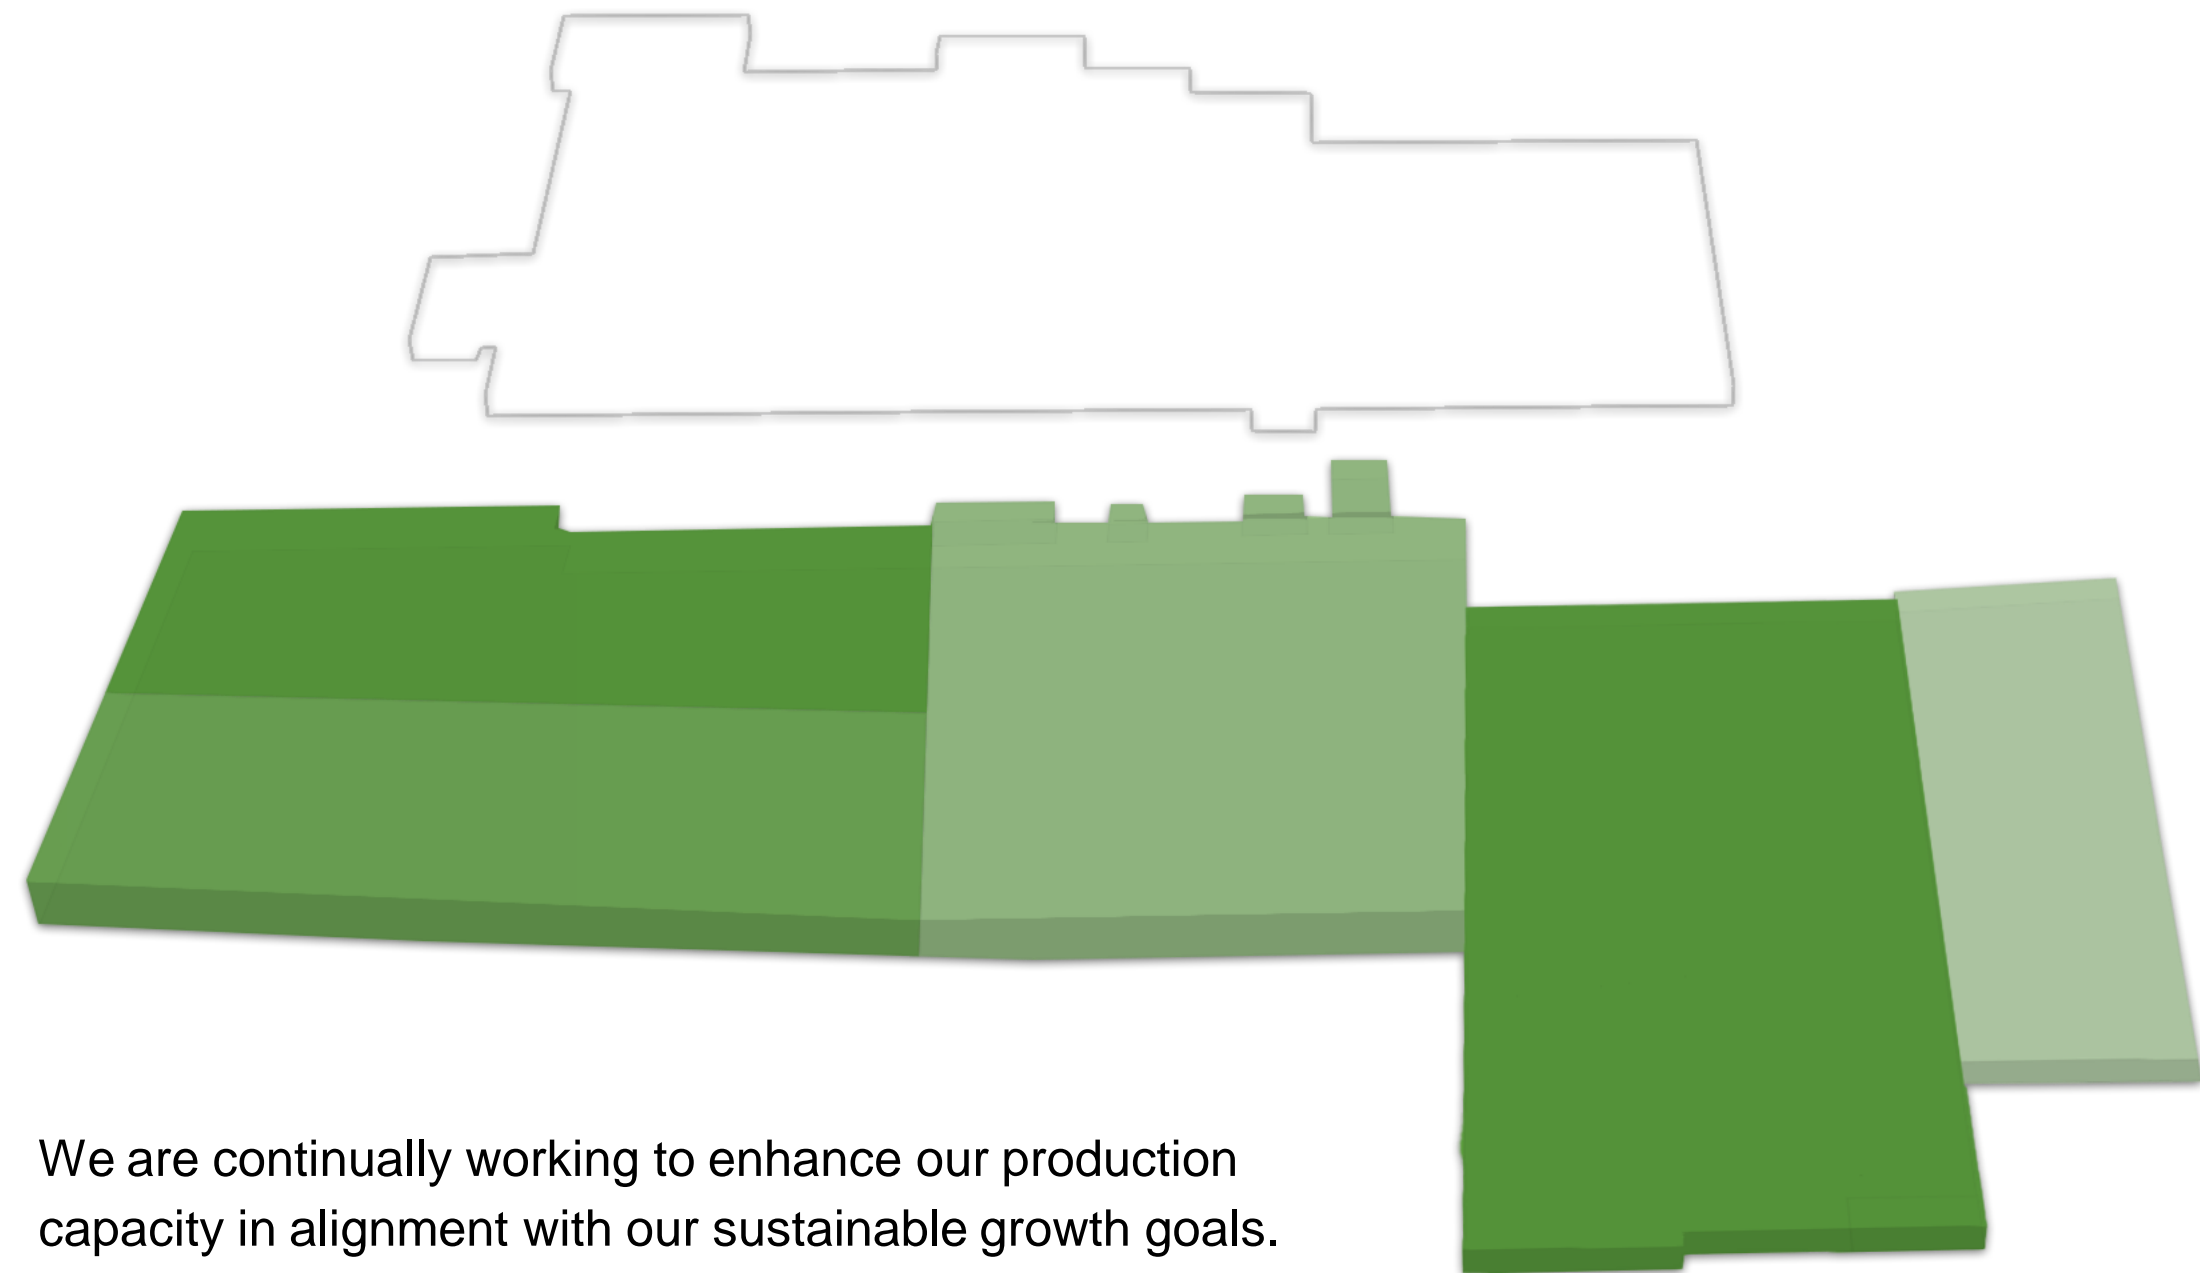 We are continually working to enhance our production
capacity in alignment with our sustainable growth goals.